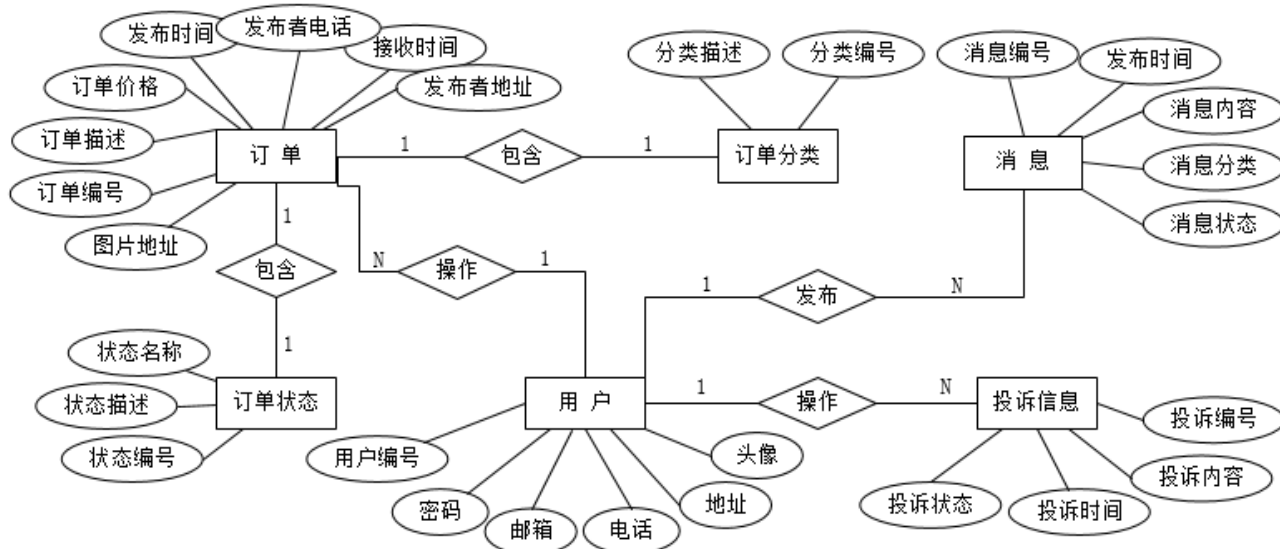 发布时间
发布者电话
接收时间
分类描述
分类编号
消息编号
发布时间
订单价格
发布者地址
消息内容
订单描述
订 单
1
包含
1
订单分类
消 息
消息分类
订单编号
1
消息状态
图片地址
包含
N
操作
1
1
发布
N
状态名称
1
状态描述
订单状态
用 户
1
操作
N
投诉信息
投诉编号
状态编号
用户编号
头像
投诉内容
密码
邮箱
电话
地址
投诉状态
投诉时间